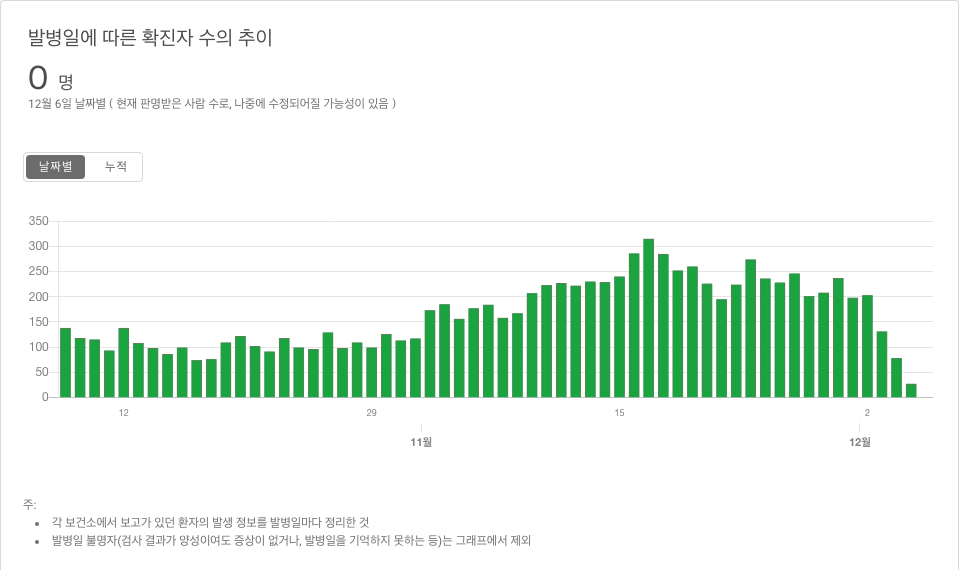 발병일에 따른 확진자 수의 추이
0 명
12월 6일 날짜별 ( 현재 판명받은 사람 수로, 나중에 수정되어질 가능성이 있음 )
날짜별 누적
350
300
250
200
150
100
50
0
12 29 15 2
11월 12월
주:
• 각 보건소에서 보고가 있던 환자의 발생 정보를 발병일마다 정리한 것
• 발병일 불명자(검사 결과가 양성이여도 증상이 없거나, 발병일을 기억하지 못하는 등)는 그래프에서 제외